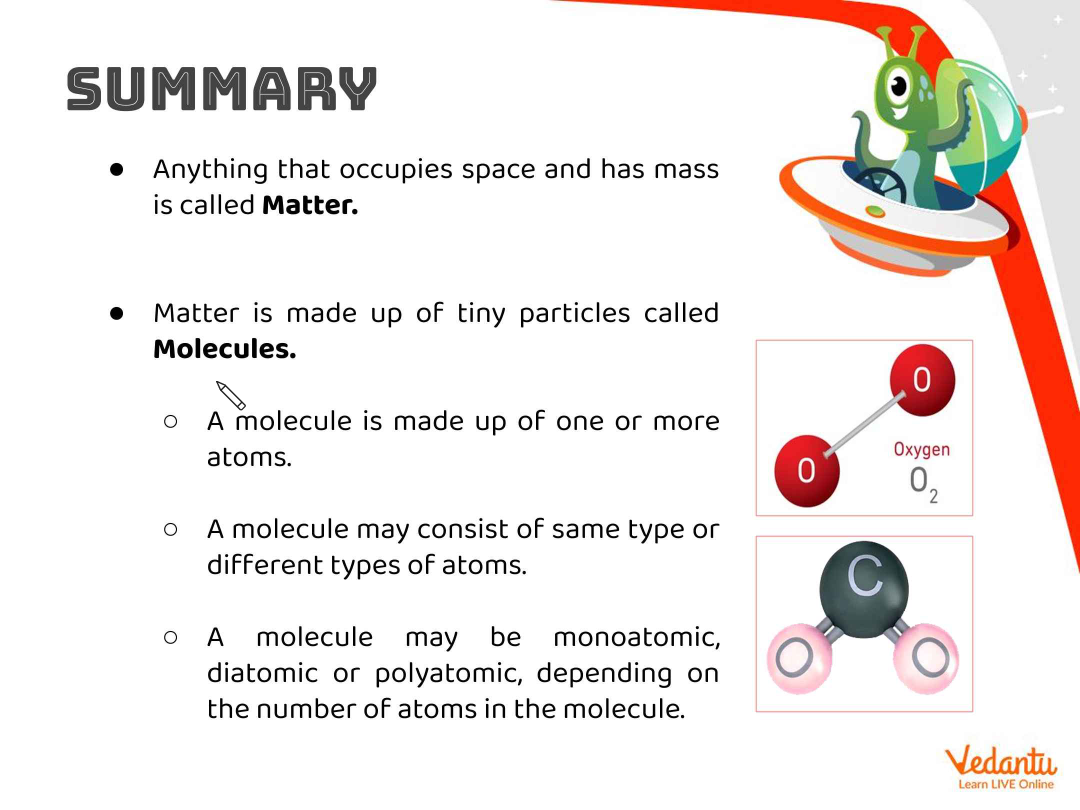 SUMMARY
● Anything that occupies space and has mass
is called Matter.
● Matter is made up of tiny particles called
Molecules.
○ A molecule is made up of one or more
atoms.
○ A molecule may consist of same type or
different types of atoms.
○ A molecule may be monoatomic,
diatomic or polyatomic, depending on
the number of atoms in the molecule.
O
O
Oxygen
O2
C
O
O
Vedantu
Learn LIVE Online